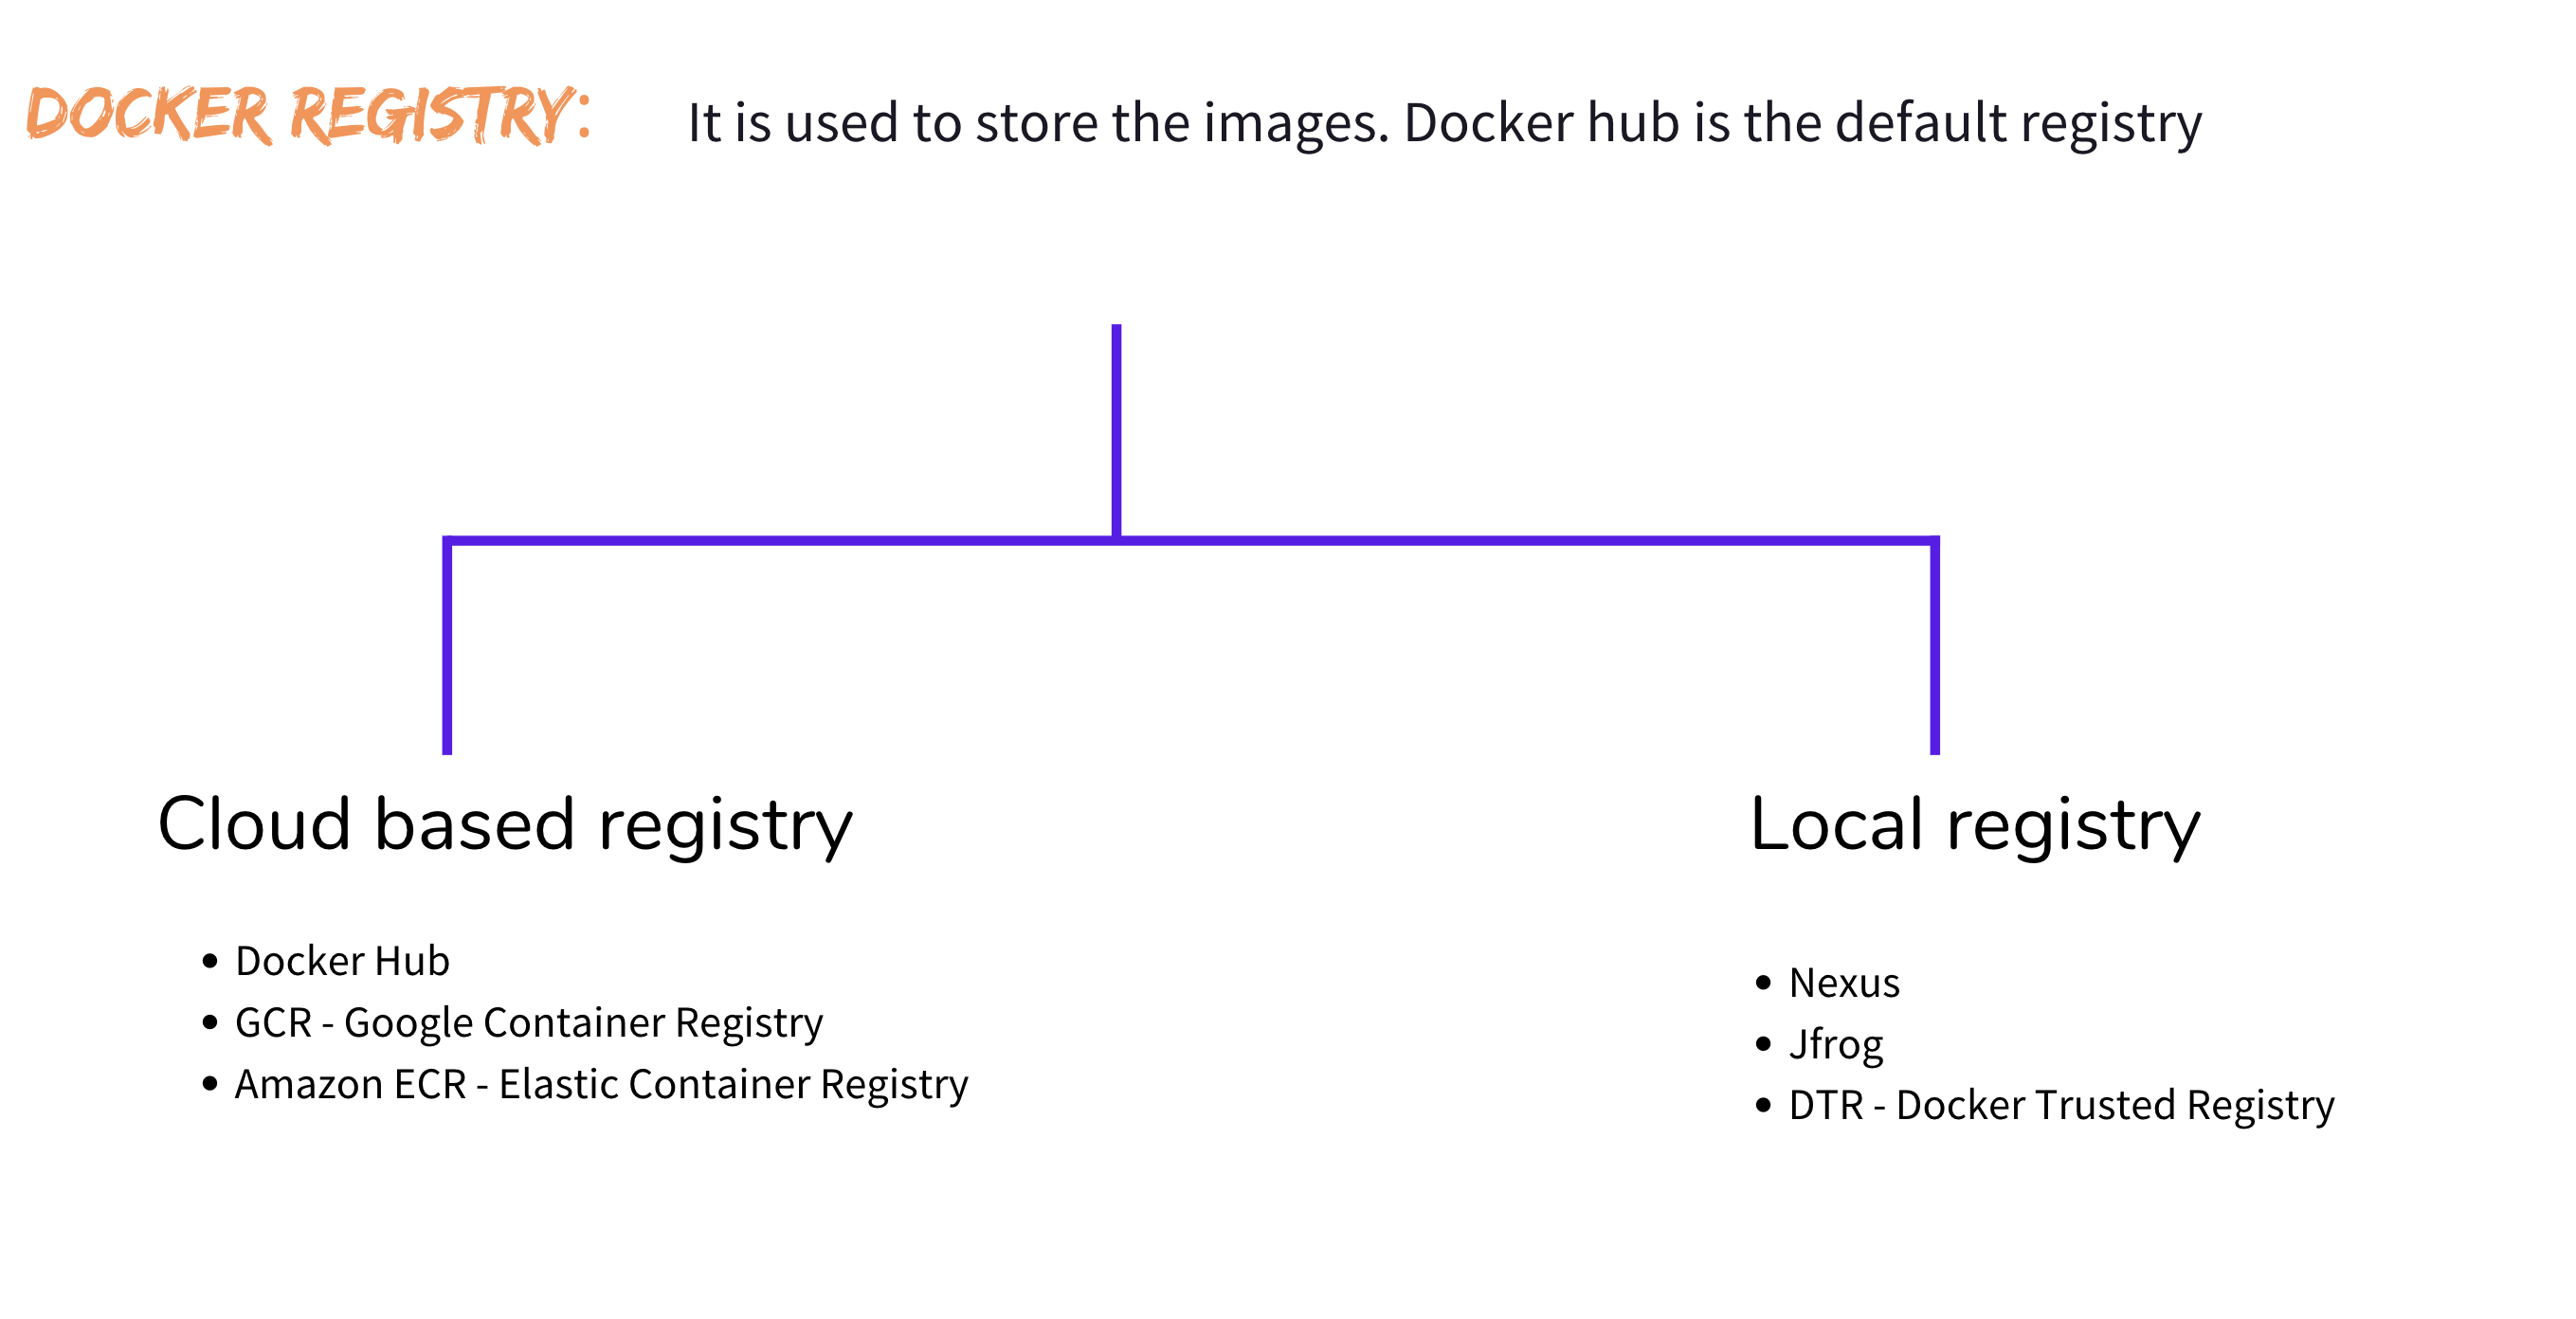 DOCKER REGISTRY: It is used to store the images. Docker hub is the default registry
Cloud based registry
• Docker Hub
• GCR - Google Container Registry
• Amazon ECR - Elastic Container Registry
Local registry
• Nexus
• Jfrog
• DTR - Docker Trusted Registry